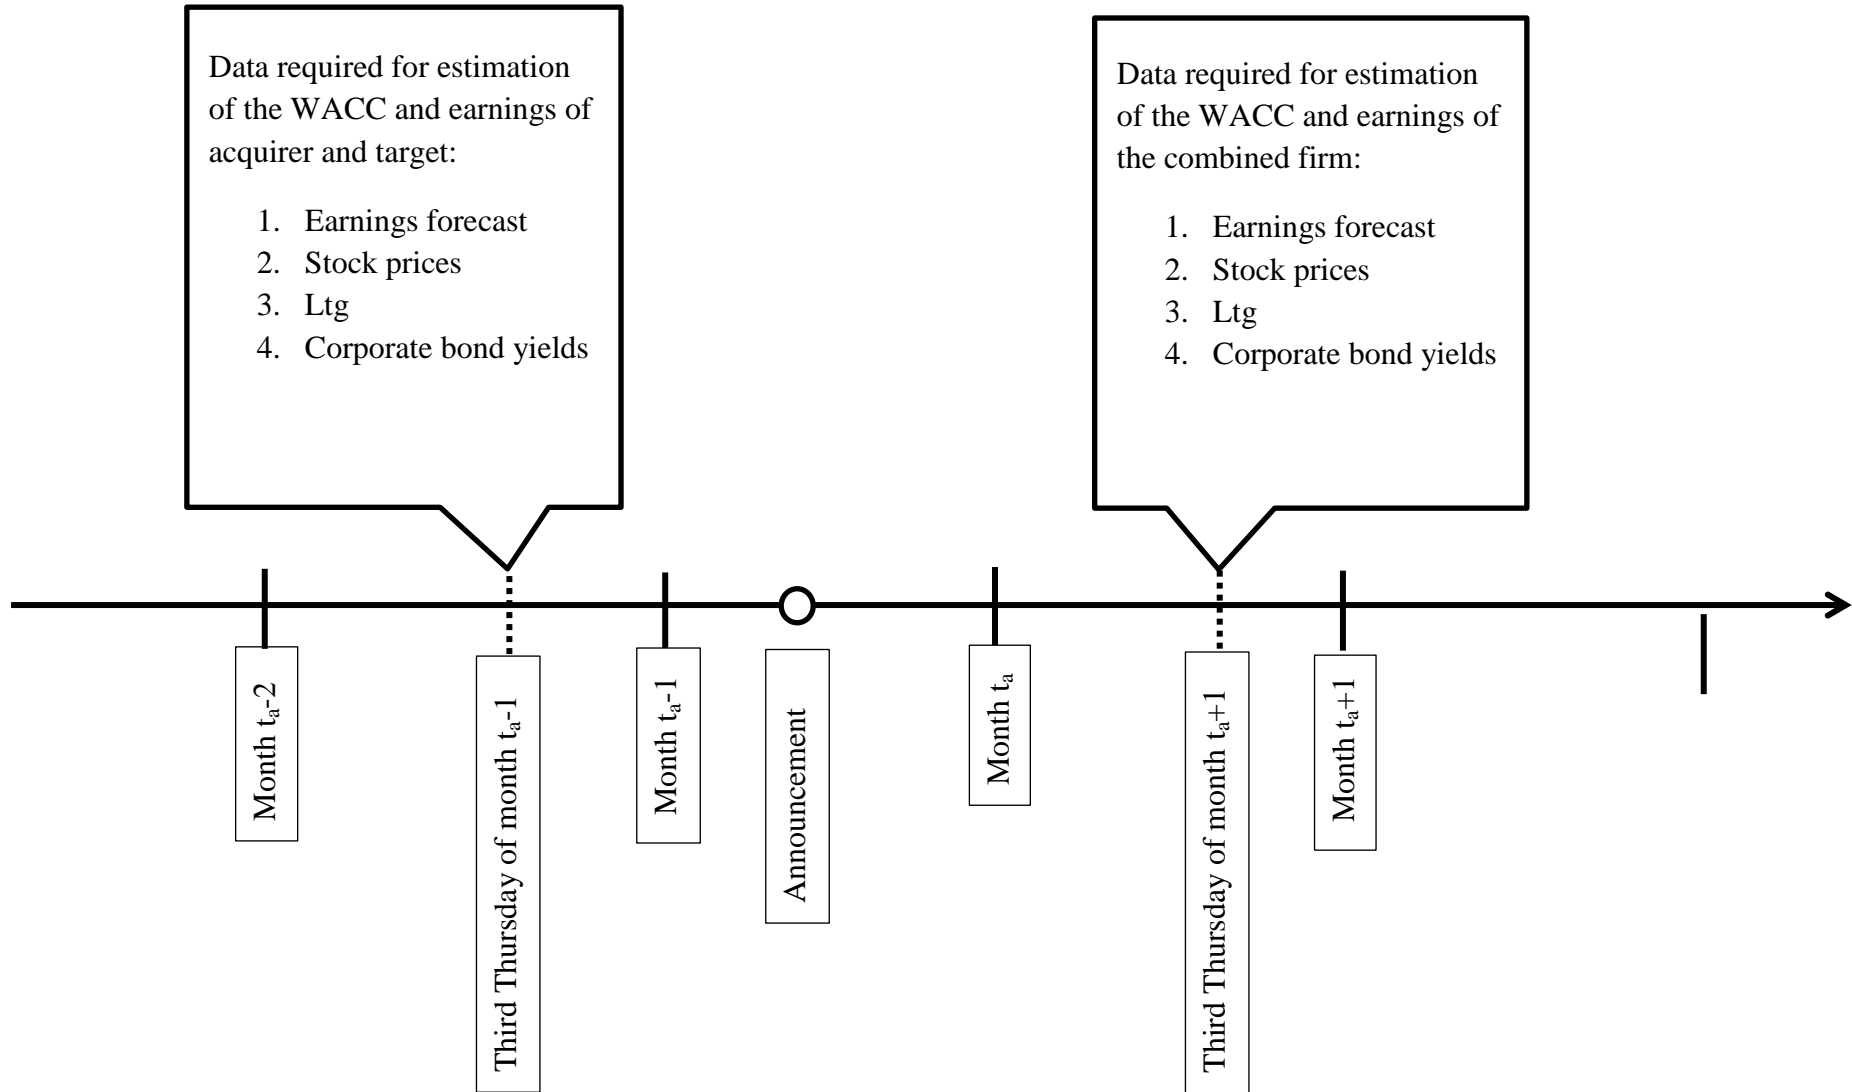 Data required for estimation
of the WACC and earnings of
acquirer and target:
1. Earnings forecast
2. Stock prices
3. Ltg
4. Corporate bond yields
Data required for estimation
of the WACC and earnings of
the combined firm:
1. Earnings forecast
2. Stock prices
3. Ltg
4. Corporate bond yields
Month tₐ-2
Third Thursday of month tₐ-1
Month tₐ-1
Announcement
Month tₐ
Third Thursday of month tₐ+1
Month tₐ+1